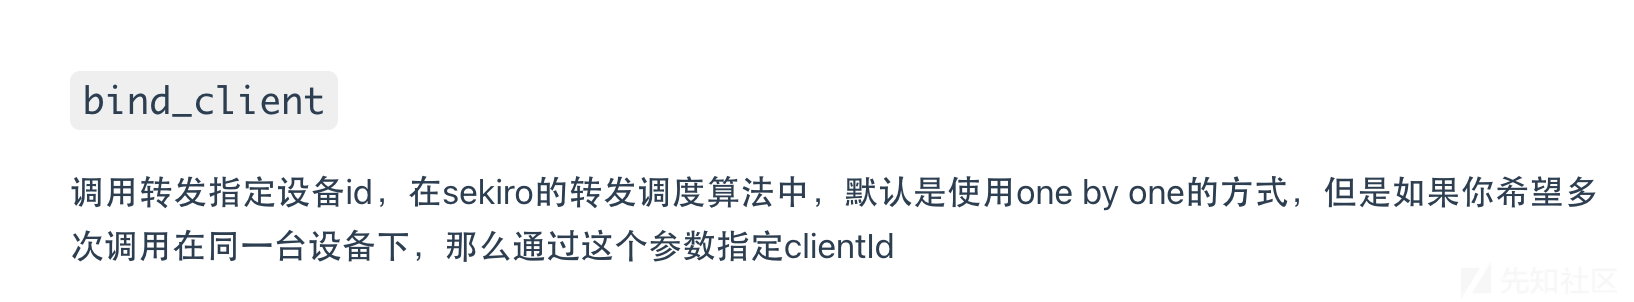 bind_client
调用转发指定设备id，在sekiro的转发调度算法中，默认是使用one by one的方式，但是如果你希望多
次调用在同一台设备下，那么通过这个参数指定clientId
先知社区